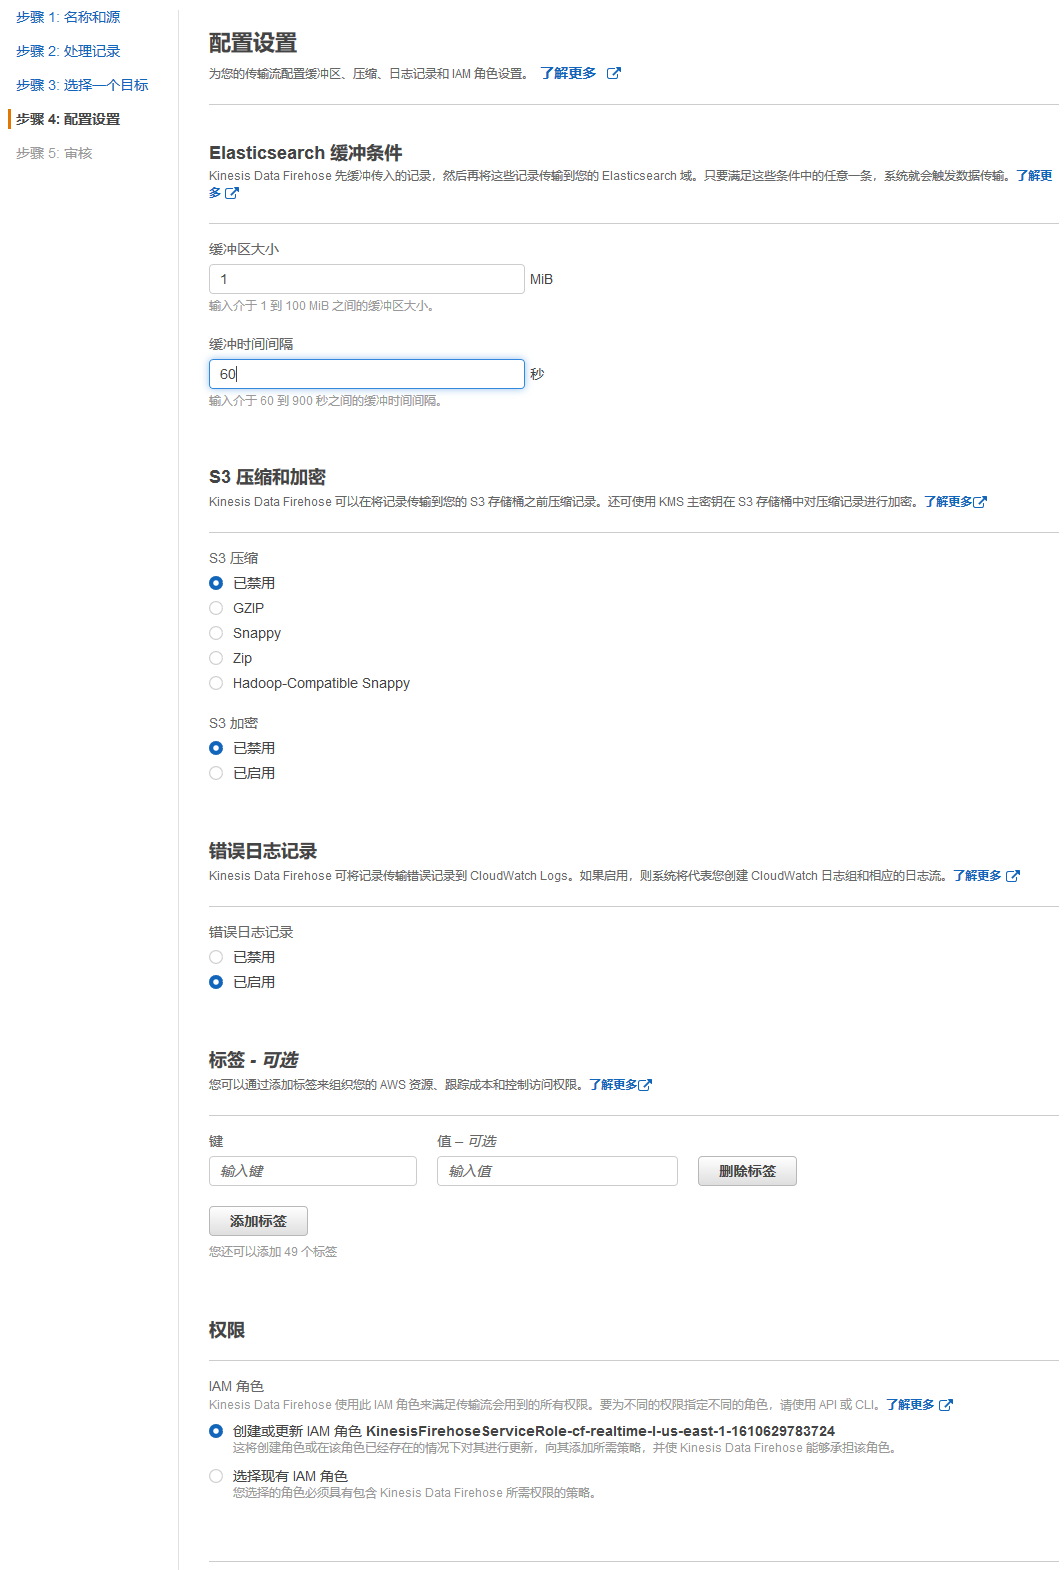 步骤 1: 名称和源
步骤 2: 处理记录
步骤 3: 选择一个目标
步骤 4: 配置设置
步骤 5: 审核
配置设置
为您的传输流配置缓冲区、压缩、日志记录和 IAM 角色设置。 了解更多
Elasticsearch 缓冲条件
Kinesis Data Firehose 先缓冲传入的记录，然后再将这些记录传输到您的 Elasticsearch 域。只要满足这些条件中的任意一条，系统就会触发数据传输。了解更
多
缓冲区大小
1 MiB
输入介于 1 到 100 MiB 之间的缓冲区大小。
缓冲时间间隔
60 秒
输入介于 60 到 900 秒之间的缓冲时间间隔。
S3 压缩和加密
Kinesis Data Firehose 可以在将记录传输到您的 S3 存储桶之前压缩记录。还可使用 KMS 主密钥在 S3 存储桶中对压缩记录进行加密。了解更多
S3 压缩
已禁用
GZIP
Snappy
Zip
Hadoop-Compatible Snappy
S3 加密
已禁用
已启用
错误日志记录
Kinesis Data Firehose 可将记录传输错误记录到 CloudWatch Logs。如果启用，则系统将代表您创建 CloudWatch 日志组和相应的日志流。了解更多
错误日志记录
已禁用
已启用
标签 - 可选
您可以通过添加标签来组织您的 AWS 资源、跟踪成本和控制访问权限。了解更多
键 值 – 可选
输入键 输入值 删除标签
添加标签
您还可以添加 49 个标签
权限
IAM 角色
Kinesis Data Firehose 使用此 IAM 角色来满足传输流会用到的所有权限。要为不同的权限指定不同的角色，请使用 API 或 CLI。了解更多
创建或更新 IAM 角色 KinesisFirehoseServiceRole-cf-realtime-l-us-east-1-1610629783724
这将创建角色或在该角色已经存在的情况下对其进行更新，向其添加所需策略，并使 Kinesis Data Firehose 能够承担该角色。
选择现有 IAM 角色
您选择的角色必须具有包含 Kinesis Data Firehose 所需权限的策略。